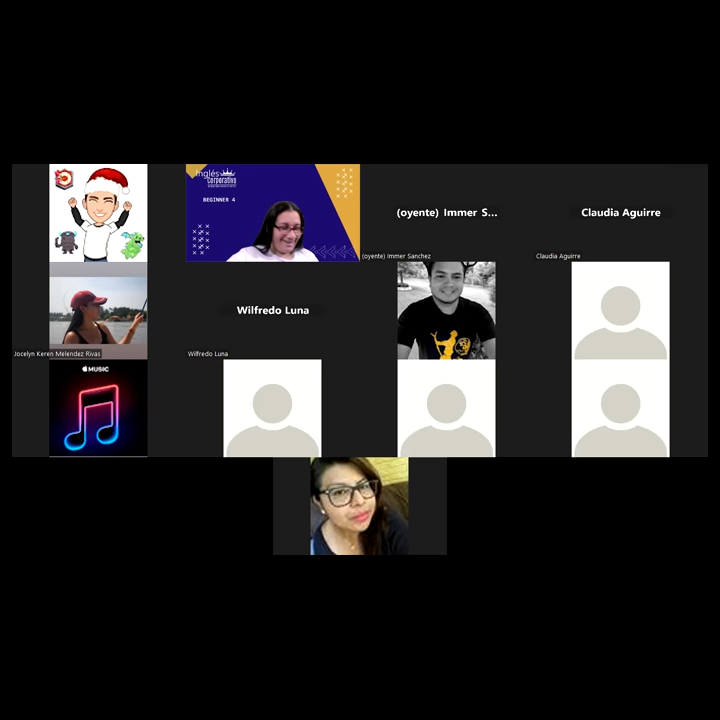 Inglés
Corporativo
BEGINNER 4
(oyente) Immer S...
Claudia Aguirre
(oyente) Immer Sanchez
Claudia Aguirre
Wilfredo Luna
Jocelyn Keren Melendez Rivas
Wilfredo Luna
MUSIC